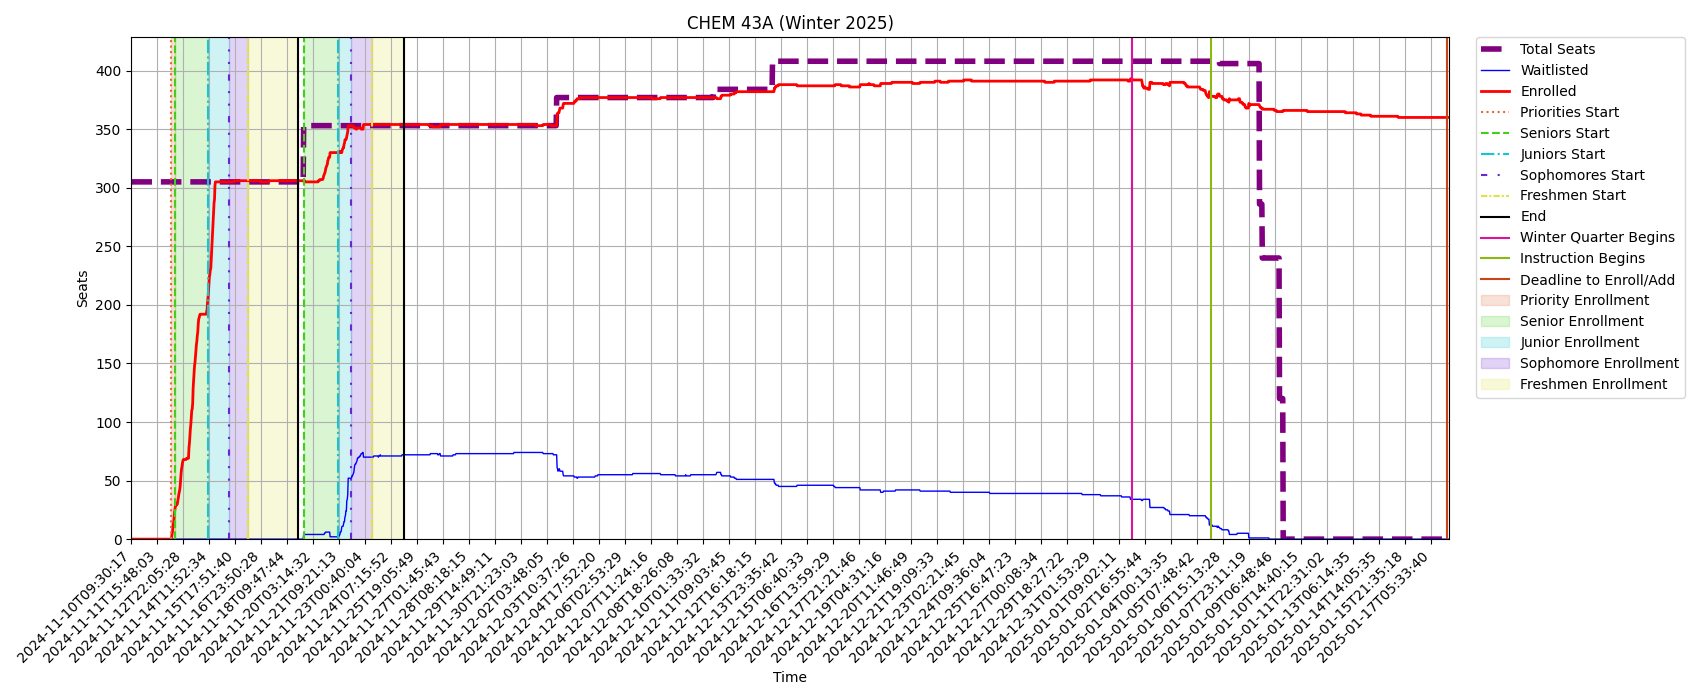 CHEM 43A (Winter 2025)
Seats
400
350
300
250
200
150
100
50
0
2024-11-10T09:30:17
2024-11-11T15:48:03
2024-11-12T22:05:28
2024-11-14T11:52:34
2024-11-15T17:51:40
2024-11-16T23:50:28
2024-11-18T09:47:44
2024-11-20T03:14:32
2024-11-21T09:21:13
2024-11-23T00:40:04
2024-11-24T07:15:52
2024-11-25T19:05:49
2024-11-27T01:45:43
2024-11-28T08:18:15
2024-11-29T14:49:11
2024-11-30T21:23:03
2024-12-02T03:48:05
2024-12-03T10:37:26
2024-12-04T17:52:20
2024-12-06T02:53:29
2024-12-07T11:24:16
2024-12-08T18:26:08
2024-12-10T01:33:32
2024-12-11T09:03:45
2024-12-12T16:18:15
2024-12-13T23:35:42
2024-12-16T06:40:33
2024-12-16T13:59:29
2024-12-17T21:21:46
2024-12-19T04:31:16
2024-12-20T11:46:49
2024-12-21T19:09:33
2024-12-23T02:21:45
2024-12-24T09:36:04
2024-12-25T16:47:23
2024-12-27T00:08:34
2024-12-29T18:27:22
2024-12-31T01:53:29
2025-01-01T09:02:11
2025-01-02T16:55:44
2025-01-04T00:13:35
2025-01-05T07:48:42
2025-01-06T15:13:28
2025-01-07T23:11:19
2025-01-09T06:48:46
2025-01-10T14:40:15
2025-01-11T22:31:02
2025-01-13T06:14:35
2025-01-14T14:05:35
2025-01-15T21:35:18
2025-01-17T05:33:40
Time
Total Seats
Waitlisted
Enrolled
Priorities Start
Seniors Start
Juniors Start
Sophomores Start
Freshmen Start
End
Winter Quarter Begins
Instruction Begins
Deadline to Enroll/Add
Priority Enrollment
Senior Enrollment
Junior Enrollment
Sophomore Enrollment
Freshmen Enrollment